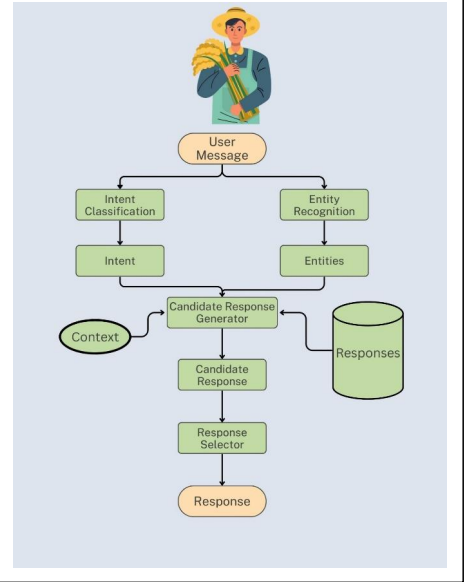 User
Message
Intent
Classification
Entity
Recognition
Intent
Entities
Candidate Response
Generator
Context
Responses
Candidate
Response
Response
Selector
Response